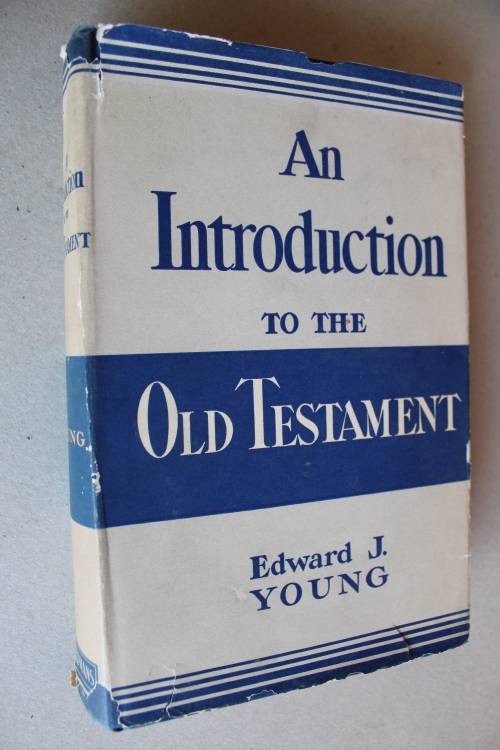 An
Introduction
TO THE
OLD TESTAMENT
Edward J.
YOUNG